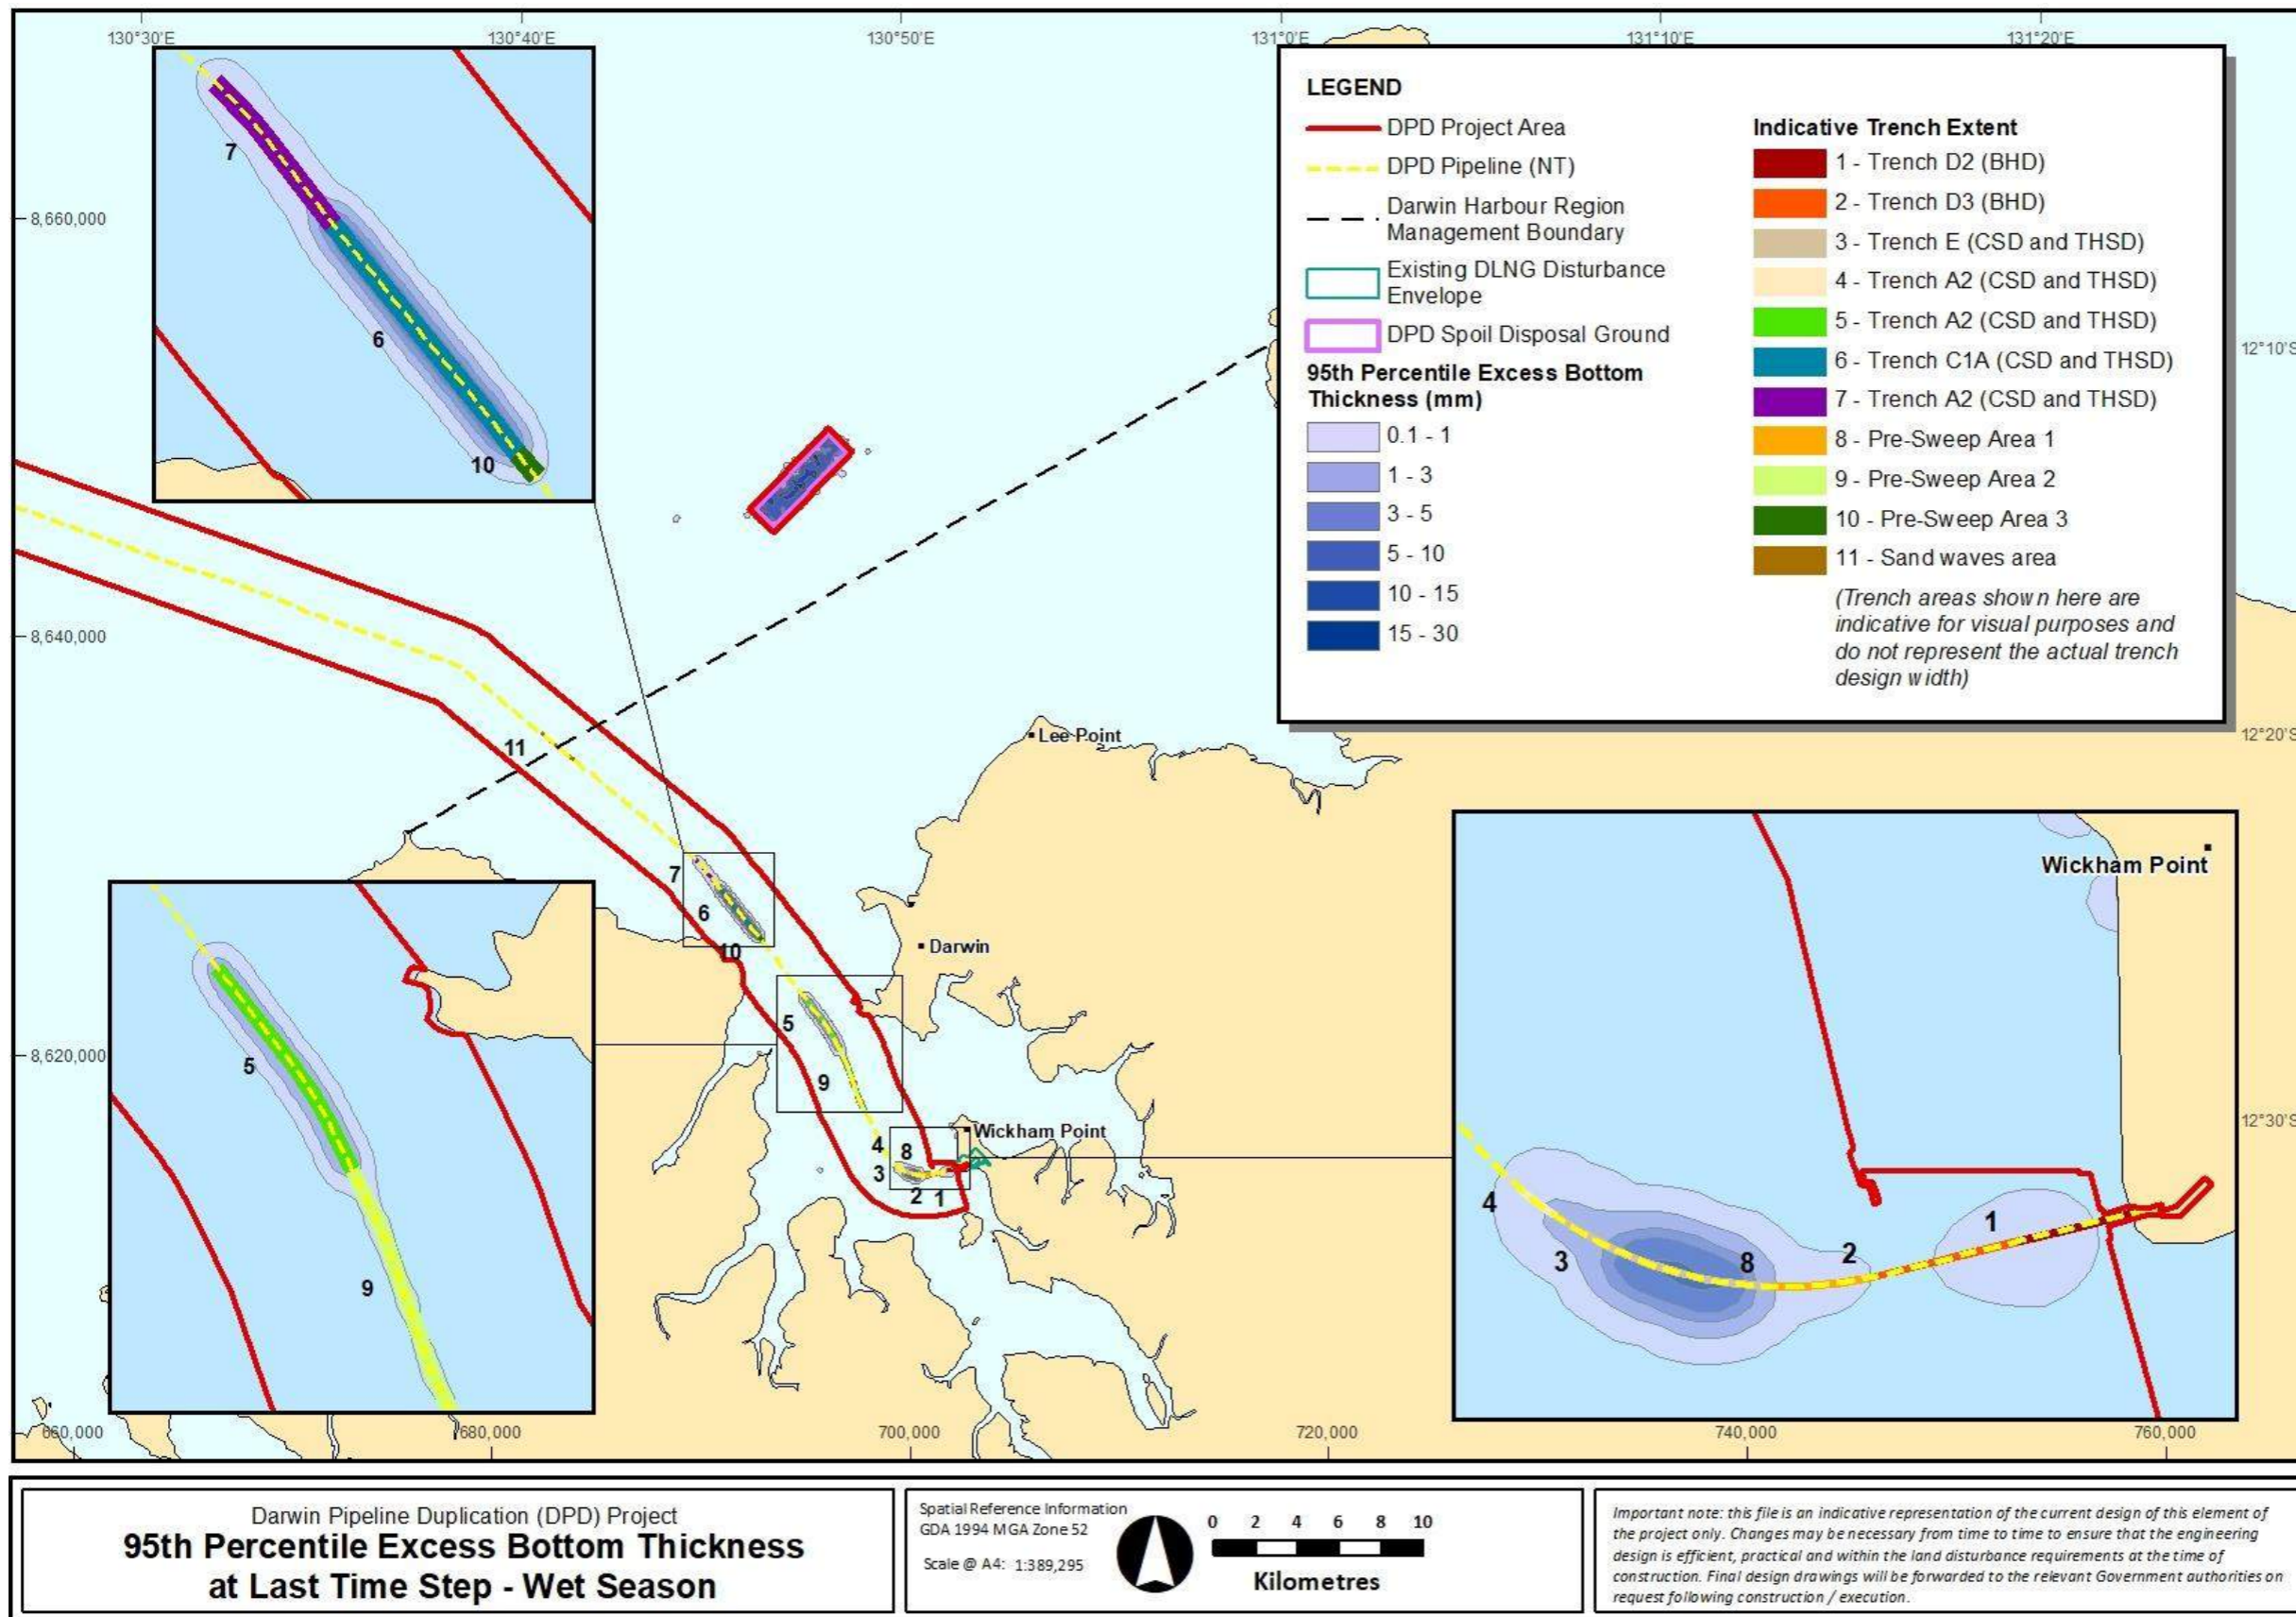 130°30'E
130°40'E
130°50'E
131°0'E
131°10'E
131°20'E
8,660,000
8,640,000
8,620,000
12°10'S
12°20'S
12°30'S
660,000
680,000
700,000
720,000
740,000
760,000
7
6
10
11
7
6
10
5
9
4
8
3
2
1
5
9
4
3
8
2
1
Lee Point
Darwin
Wickham Point
Wickham Point
LEGEND
DPD Project Area
DPD Pipeline (NT)
Darwin Harbour Region
Management Boundary
Existing DLNG Disturbance
Envelope
DPD Spoil Disposal Ground
95th Percentile Excess Bottom
Thickness (mm)
0.1 - 1
1 - 3
3 - 5
5 - 10
10 - 15
15 - 30
Indicative Trench Extent
1 - Trench D2 (BHD)
2 - Trench D3 (BHD)
3 - Trench E (CSD and THSD)
4 - Trench A2 (CSD and THSD)
5 - Trench A2 (CSD and THSD)
6 - Trench C1A (CSD and THSD)
7 - Trench A2 (CSD and THSD)
8 - Pre-Sweep Area 1
9 - Pre-Sweep Area 2
10 - Pre-Sweep Area 3
11 - Sand waves area
(Trench areas shown here are
indicative for visual purposes and
do not represent the actual trench
design width)
Darwin Pipeline Duplication (DPD) Project
95th Percentile Excess Bottom Thickness
at Last Time Step - Wet Season
Spatial Reference Information
GDA 1994 MGA Zone 52
Scale @ A4: 1:389,295
0 2 4 6 8 10
Kilometres
Important note: this file is an indicative representation of the current design of this element of
the project only. Changes may be necessary from time to time to ensure that the engineering
design is efficient, practical and within the land disturbance requirements at the time of
construction. Final design drawings will be forwarded to the relevant Government authorities on
request following construction / execution.